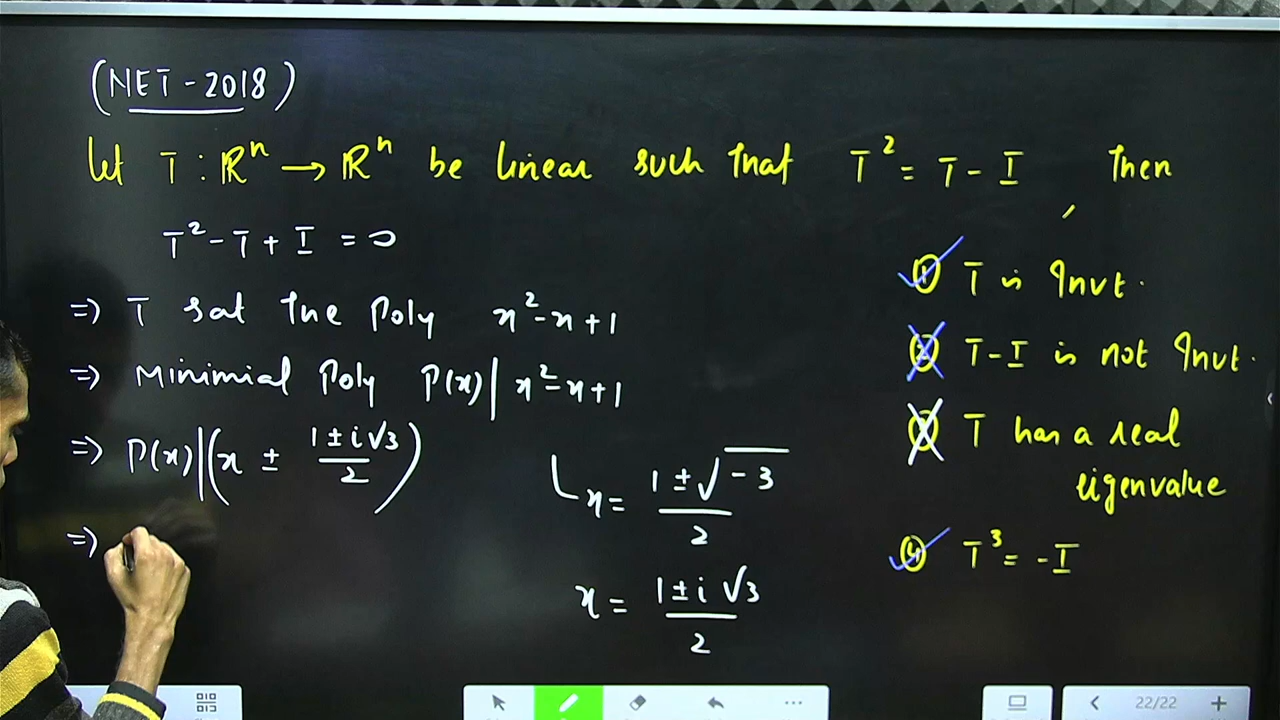 (NET - 2018)
Let T : ℝⁿ → ℝⁿ be linear such that T² = T - I, Then
T² - T + I = 0
⇒ T sat the Poly x² - x + 1
⇒ Minimial Poly P(x) | x² - x + 1
⇒ P(x) | (x ± (1 ± i√3)/2)
x = (1 ± √-3)/2
x = (1 ± i√3)/2
⇒
① T is Invt.
② T - I is not Invt.
T has a real
eigenvalue
④ T³ = -I
22/22